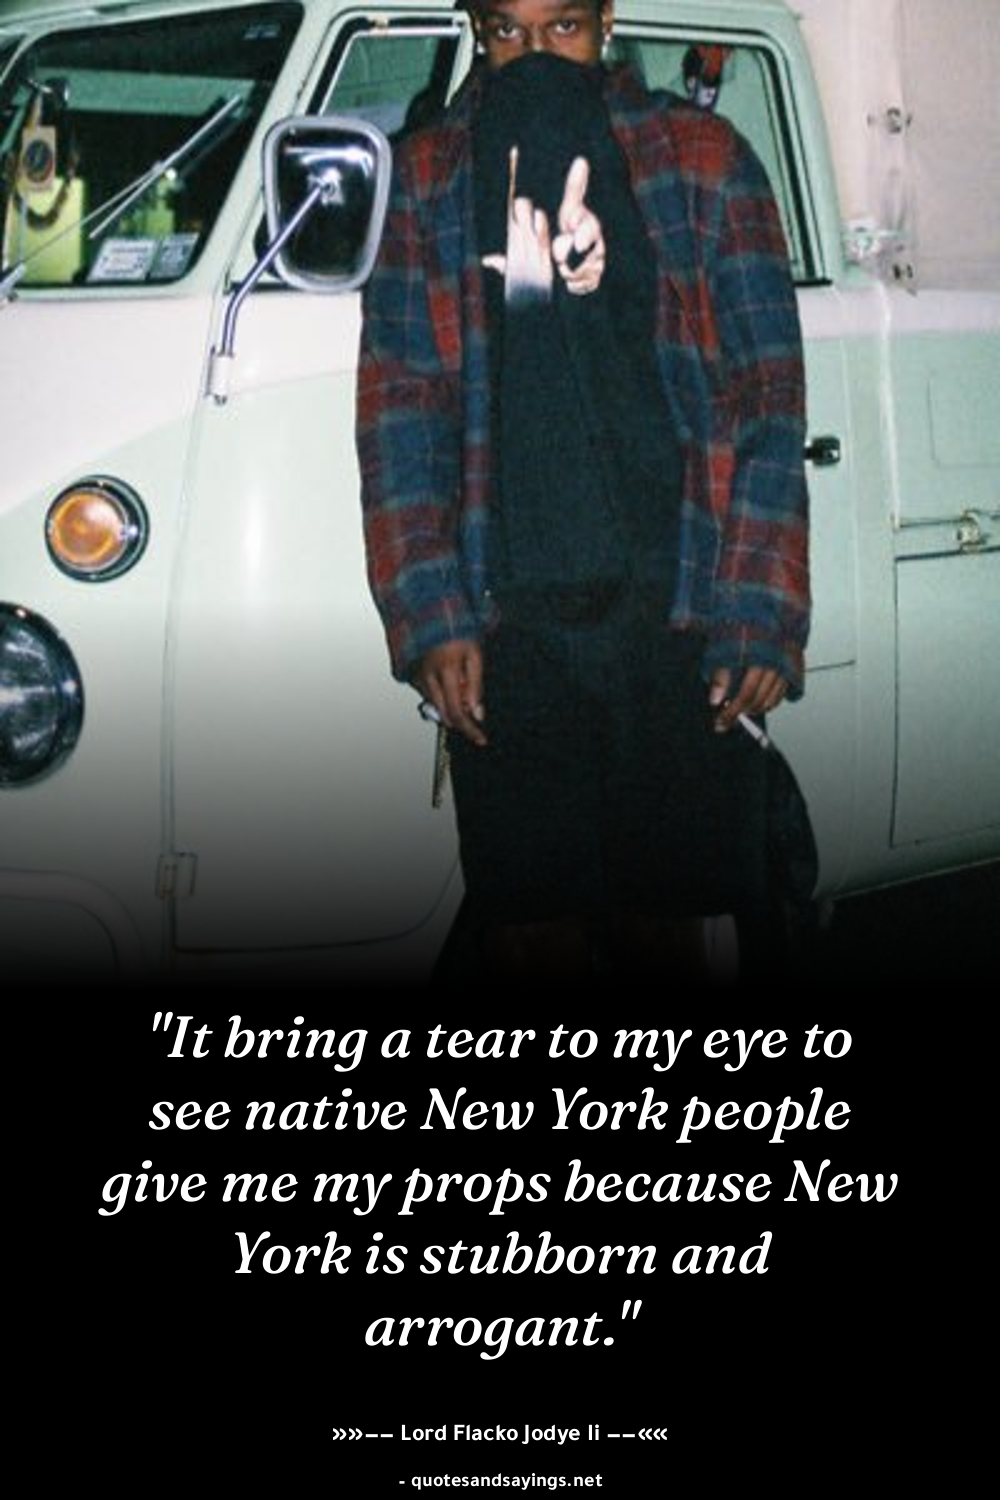 "It bring a tear to my eye to
see native New York people
give me my props because New
York is stubborn and
arrogant."
»»−− Lord Flacko Jodye Ii −−««
- quotesandsayings.net